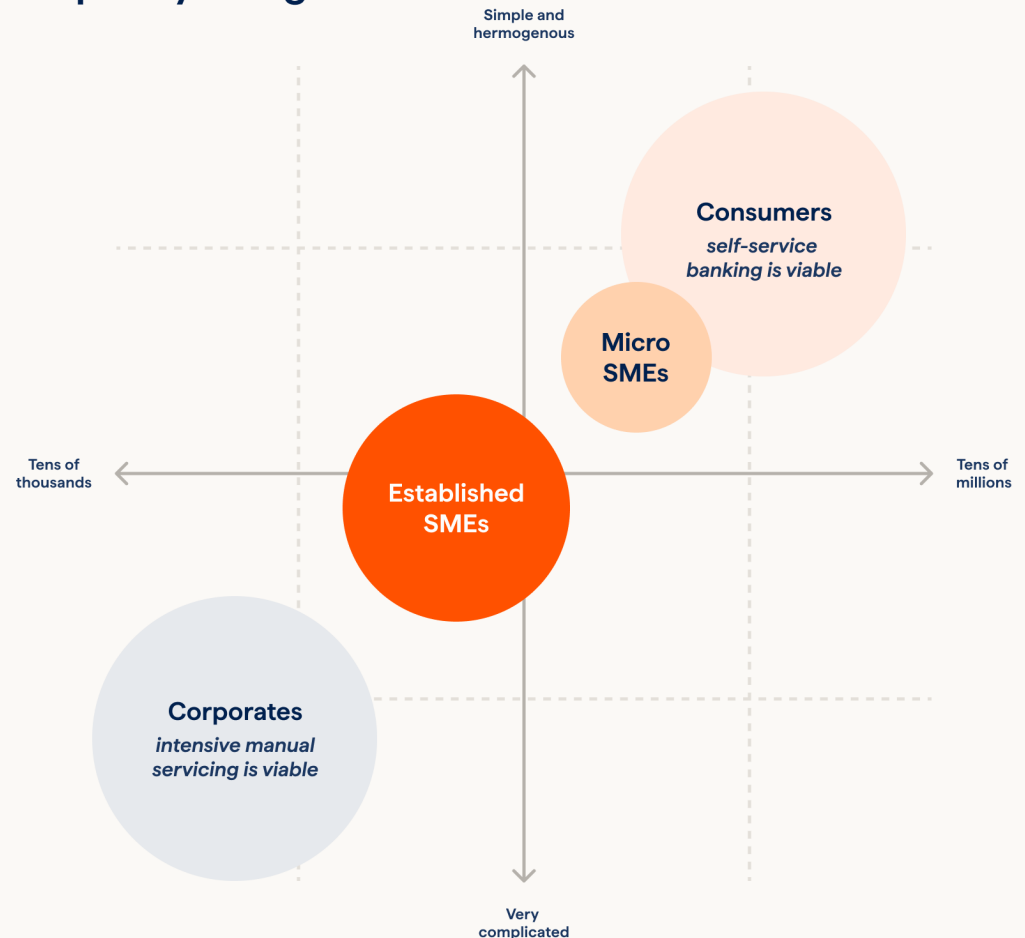 Simple and
hermogenous
Consumers
self-service
banking is viable
Micro
SMEs
Tens of
thousands
Tens of
millions
Established
SMEs
Corporates
intensive manual
servicing is viable
Very
complicated